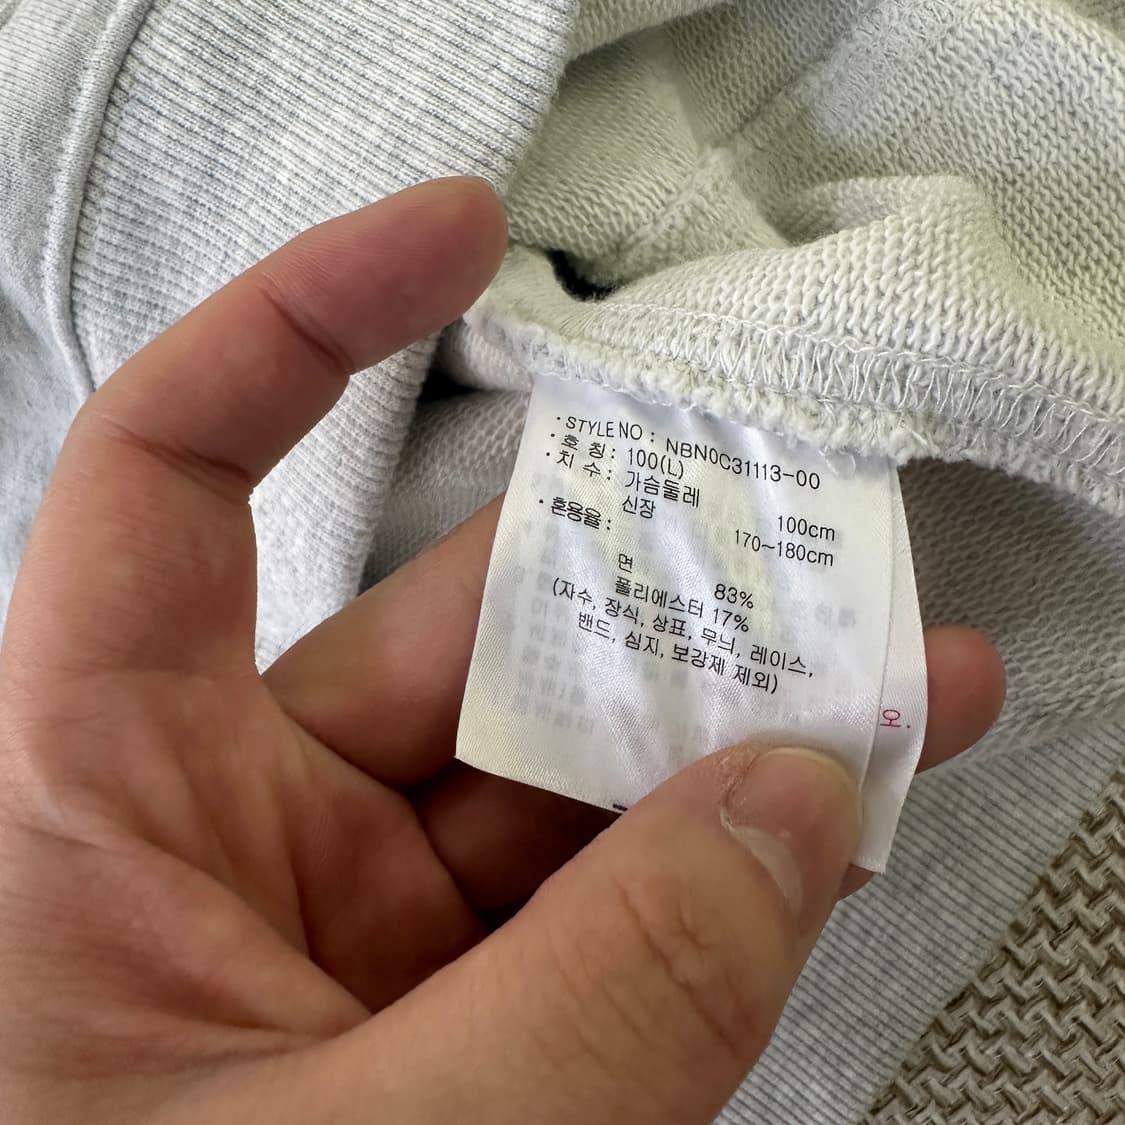 · STYLE NO : NBN0C31113-00
· 호 칭 : 100(L)
· 치 수 : 가슴둘레 100cm
신장 170~180cm
· 혼용율 :
면 83%
폴리에스터 17%
(자수, 장식, 상표, 무늬, 레이스,
밴드, 심지, 보강제 제외)
오